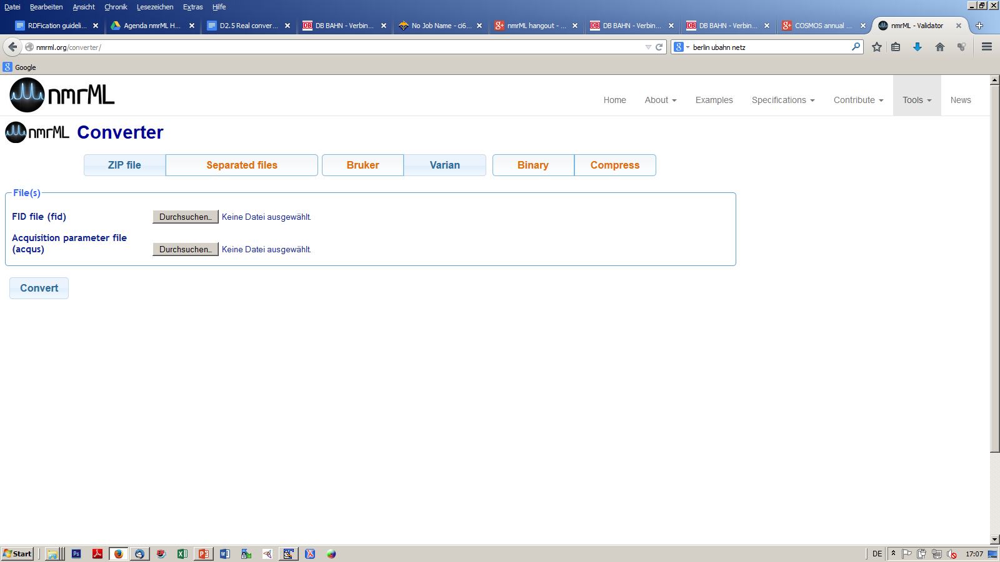 Datei Bearbeiten Ansicht Chronik Lesezeichen Extras Hilfe
RDFication guideli... Agenda nmrML H... D2.5 Real conver... DB BAHN - Verbin... No Job Name - ci6... nmrML hangout - ... DB BAHN - Verbin... DB BAHN - Verbin... COSMOS annual ... nmrML - Validator
nmrml.org/converter/ berlin ubahn netz
Google
nmrML Home About Examples Specifications Contribute Tools News
nmrML Converter
ZIP file Separated files Bruker Varian Binary Compress
File(s)
FID file (fid) Durchsuchen... Keine Datei ausgewählt.
Acquisition parameter file
(acqus) Durchsuchen... Keine Datei ausgewählt.
Convert
Start DE 17:07